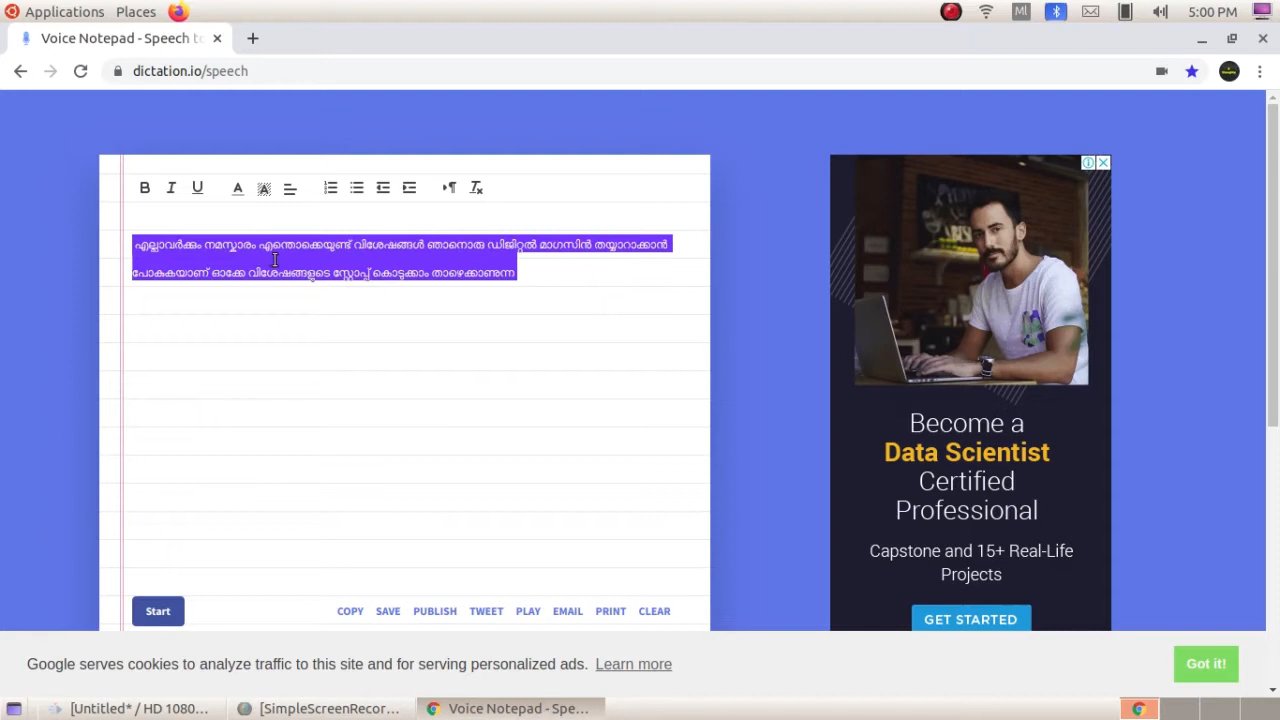 Applications Places 5:00 PM
Voice Notepad - Speech to
dictation.io/speech
എല്ലാവർക്കും നമസ്കാരം എന്തൊക്കെയുണ്ട് വിശേഷങ്ങൾ ഞാനൊരു ഡിജിറ്റൽ മാഗസിൻ തയ്യാറാക്കാൻ
പോകുകയാണ് ഓക്കേ വിശേഷങ്ങളുടെ സ്റ്റോപ്പ് കൊടുക്കാം താഴെക്കാണുന്ന
Start COPY SAVE PUBLISH TWEET PLAY EMAIL PRINT CLEAR
Become a
Data Scientist
Certified
Professional
Capstone and 15+ Real-Life
Projects
GET STARTED
Google serves cookies to analyze traffic to this site and for serving personalized ads. Learn more Got it!
[Untitled* / HD 1080... [SimpleScreenRecor... Voice Notepad - Spe...